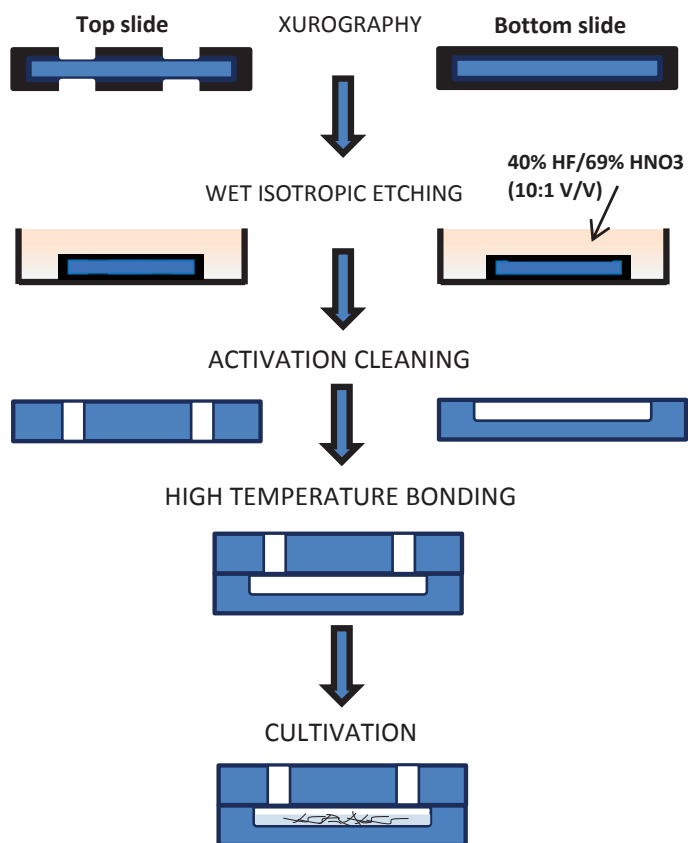 Top slide
XUROGRAPHY
Bottom slide
40% HF/69% HNO3
(10:1 V/V)
WET ISOTROPIC ETCHING
ACTIVATION CLEANING
HIGH TEMPERATURE BONDING
CULTIVATION